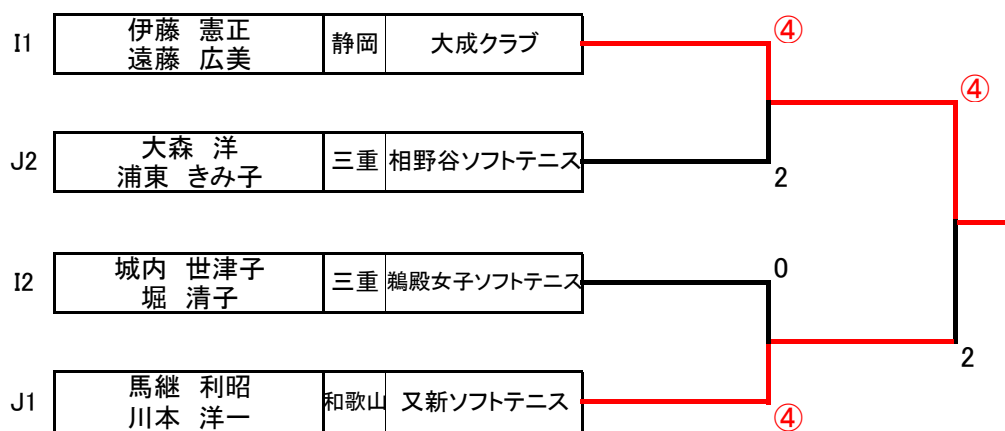 I1 伊藤 憲正 遠藤 広美 静岡 大成クラブ ④
④
J2 大森 洋 浦東 きみ子 三重 相野谷ソフトテニス 2
I2 城内 世津子 堀 清子 三重 鵜殿女子ソフトテニス 0
2
J1 馬継 利昭 川本 洋一 和歌山 又新ソフトテニス ④